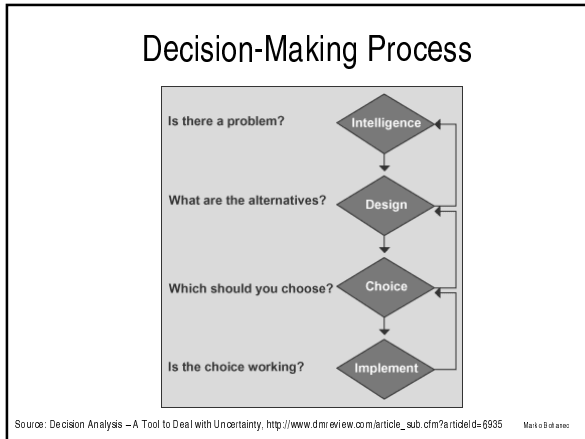 Decision-Making Process
Is there a problem?
Intelligence
What are the alternatives?
Design
Which should you choose?
Choice
Is the choice working?
Implement
Source: Decision Analysis – A Tool to Deal with Uncertainty, http://www.dmreview.com/article_sub.cfm?articleId=6935
Marko Bohanec